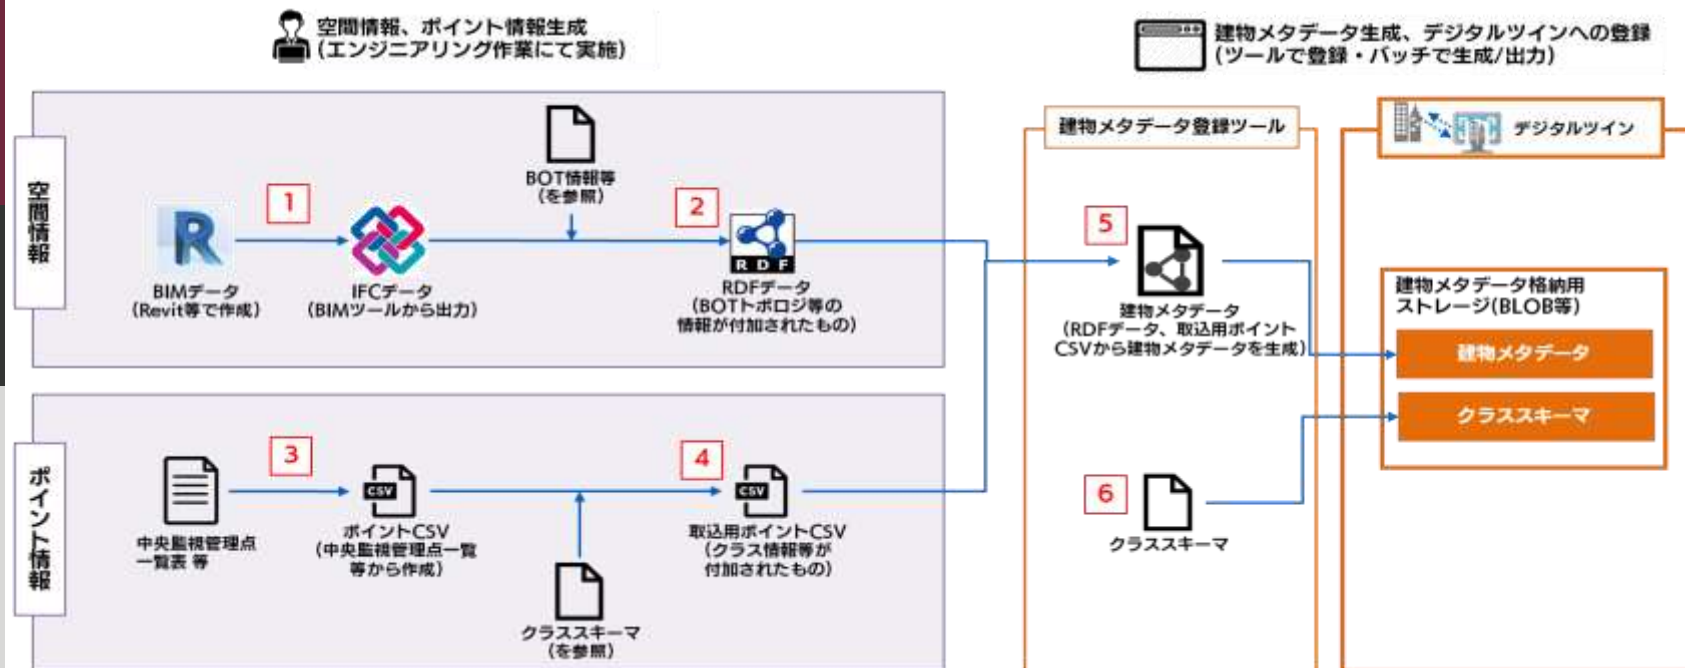 空間情報、ポイント情報生成
(エンジニアリング作業にて実施)
建物メタデータ生成、デジタルツインへの登録
(ツールで登録・バッチで生成/出力)
空間情報
1
BIMデータ
(Revit等で作成)
IFCデータ
(BIMツールから出力)
BOT情報等
(を参照)
2
RDF
RDFデータ
(BOTトポロジ等の
情報が付加されたもの)
ポイント情報
3
中央監視管理点
一覧表 等
CSV
ポイントCSV
(中央監視管理点一覧
等から作成)
クラススキーマ
(を参照)
4
CSV
取込用ポイントCSV
(クラス情報等が
付加されたもの)
建物メタデータ登録ツール
5
建物メタデータ
(RDFデータ、取込用ポイント
CSVから建物メタデータを生成)
6
クラススキーマ
デジタルツイン
建物メタデータ格納用
ストレージ(BLOB等)
建物メタデータ
クラススキーマ